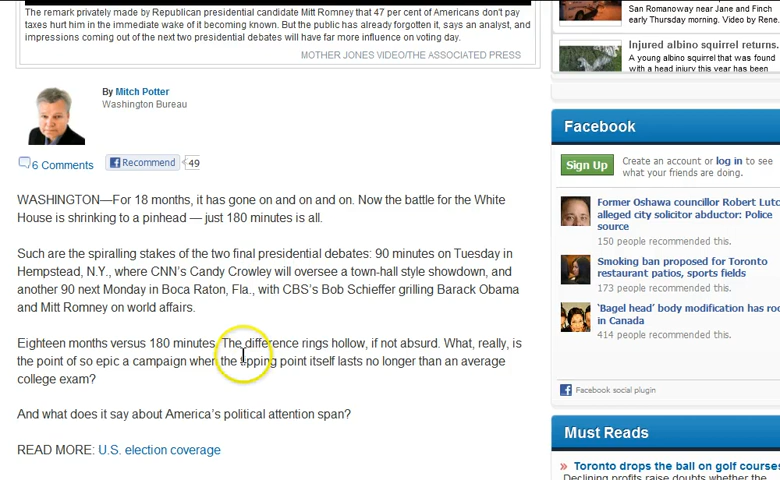 The remark privately made by Republican presidential candidate Mitt Romney that 47 per cent of Americans don't pay
taxes hurt him in the immediate wake of it becoming known. But the public has already forgotten it, says an analyst, and
impressions coming out of the next two presidential debates will have far more influence on voting day.
MOTHER JONES VIDEO/THE ASSOCIATED PRESS
By Mitch Potter
Washington Bureau
6 Comments
Recommend
49
WASHINGTON—For 18 months, it has gone on and on and on. Now the battle for the White
House is shrinking to a pinhead — just 180 minutes is all.
Such are the spiralling stakes of the two final presidential debates: 90 minutes on Tuesday in
Hempstead, N.Y., where CNN's Candy Crowley will oversee a town-hall style showdown, and
another 90 next Monday in Boca Raton, Fla., with CBS's Bob Schieffer grilling Barack Obama
and Mitt Romney on world affairs.
Eighteen months versus 180 minutes. The difference rings hollow, if not absurd. What, really, is
the point of so epic a campaign when the tipping point itself lasts no longer than an average
college exam?
And what does it say about America's political attention span?
READ MORE: U.S. election coverage
San Romanoway near Jane and Finch
early Thursday morning. Video by Rene.
Injured albino squirrel returns.
A young albino squirrel that was found
with a head injury this year has been
Facebook
Sign Up
Create an account or log in to see
what your friends are doing.
Former Oshawa councillor Robert Lutc
alleged city solicitor abductor: Police
source
150 people recommended this.
Smoking ban proposed for Toronto
restaurant patios, sports fields
173 people recommended this.
'Bagel head' body modification has roo
in Canada
414 people recommended this.
Facebook social plugin
Must Reads
» Toronto drops the ball on golf courses
Declining profits raise doubts whether the